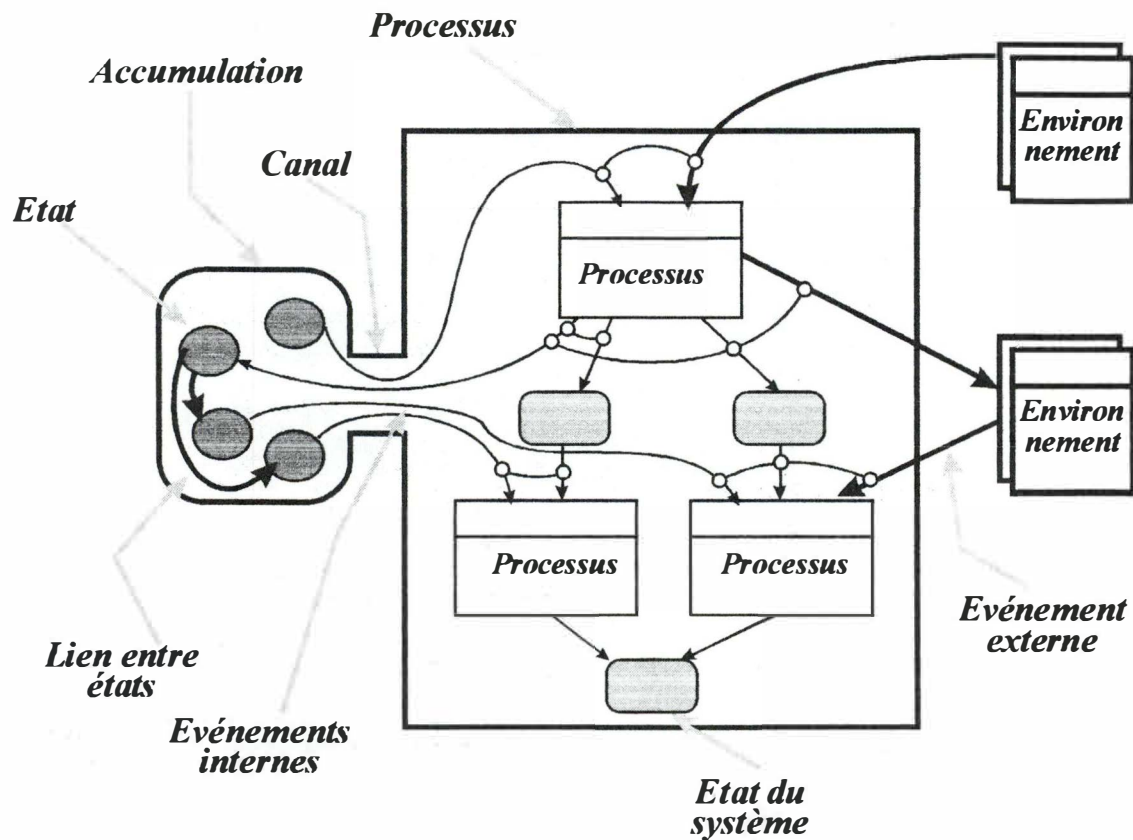 Processus
Accumulation
Canal
Etat
Environ
nement
Processus
Environ
nement
Processus
Processus
Evénement
externe
Lien entre
états
Evénements
internes
Etat du
système